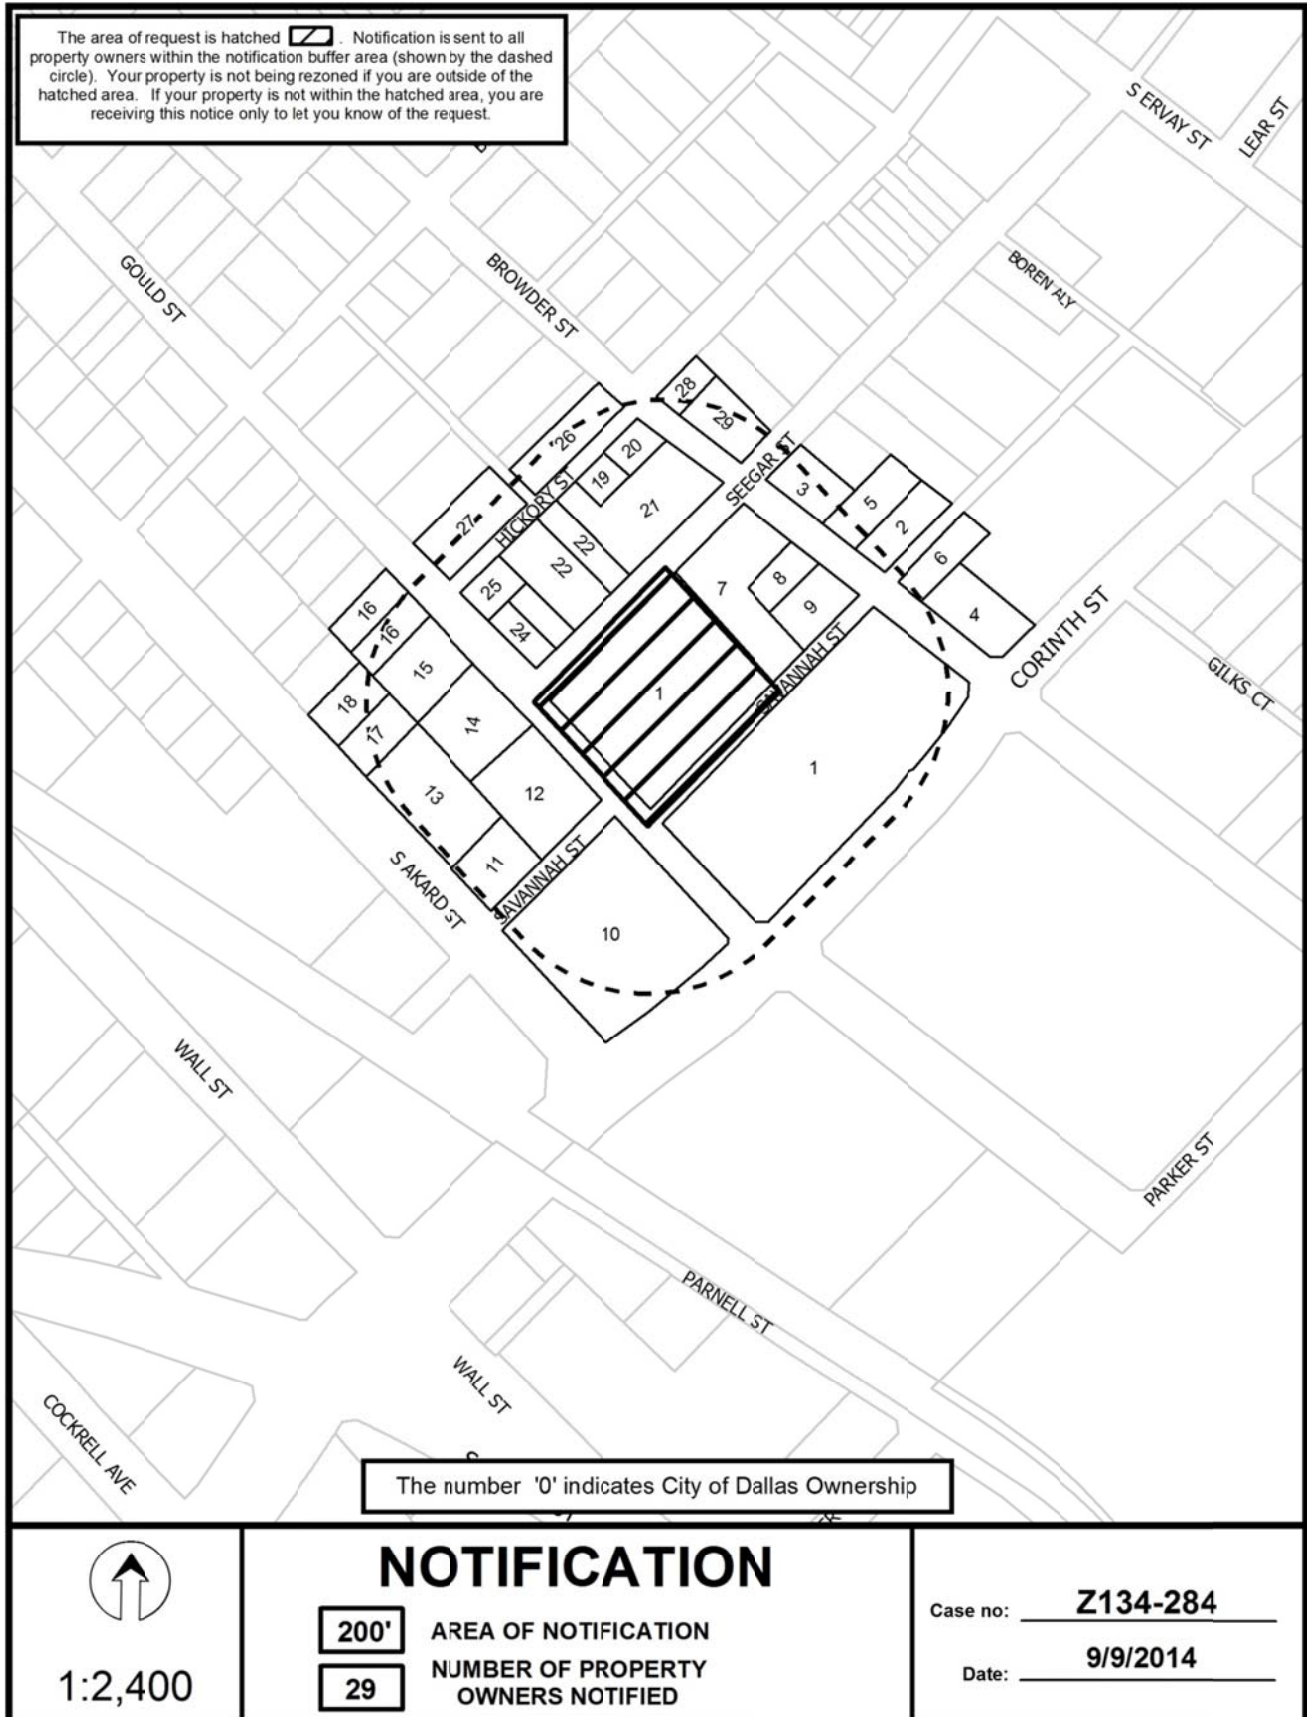 The area of request is hatched . Notification is sent to all
property owners within the notification buffer area (shown by the dashed
circle). Your property is not being rezoned if you are outside of the
hatched area. If your property is not within the hatched area, you are
receiving this notice only to let you know of the request.
S ERVAY ST
LEAR ST
GOULD ST
BROWDER ST
BOREN ALY
28
29
26
20
19
SEEGAR ST
3
5
2
21
27
HICKORY ST
22
22
6
7
8
9
4
25
24
16
16
15
CORINTH ST
SAVANNAH ST
GILKS CT
18
17
14
1
1
13
12
11
SAVANNAH ST
S AKARD ST
10
WALL ST
PARKER ST
PARNELL ST
WALL ST
COCKRELL AVE
The number '0' indicates City of Dallas Ownership
1:2,400
NOTIFICATION
200' AREA OF NOTIFICATION
29 NUMBER OF PROPERTY
OWNERS NOTIFIED
Case no: Z134-284
Date: 9/9/2014